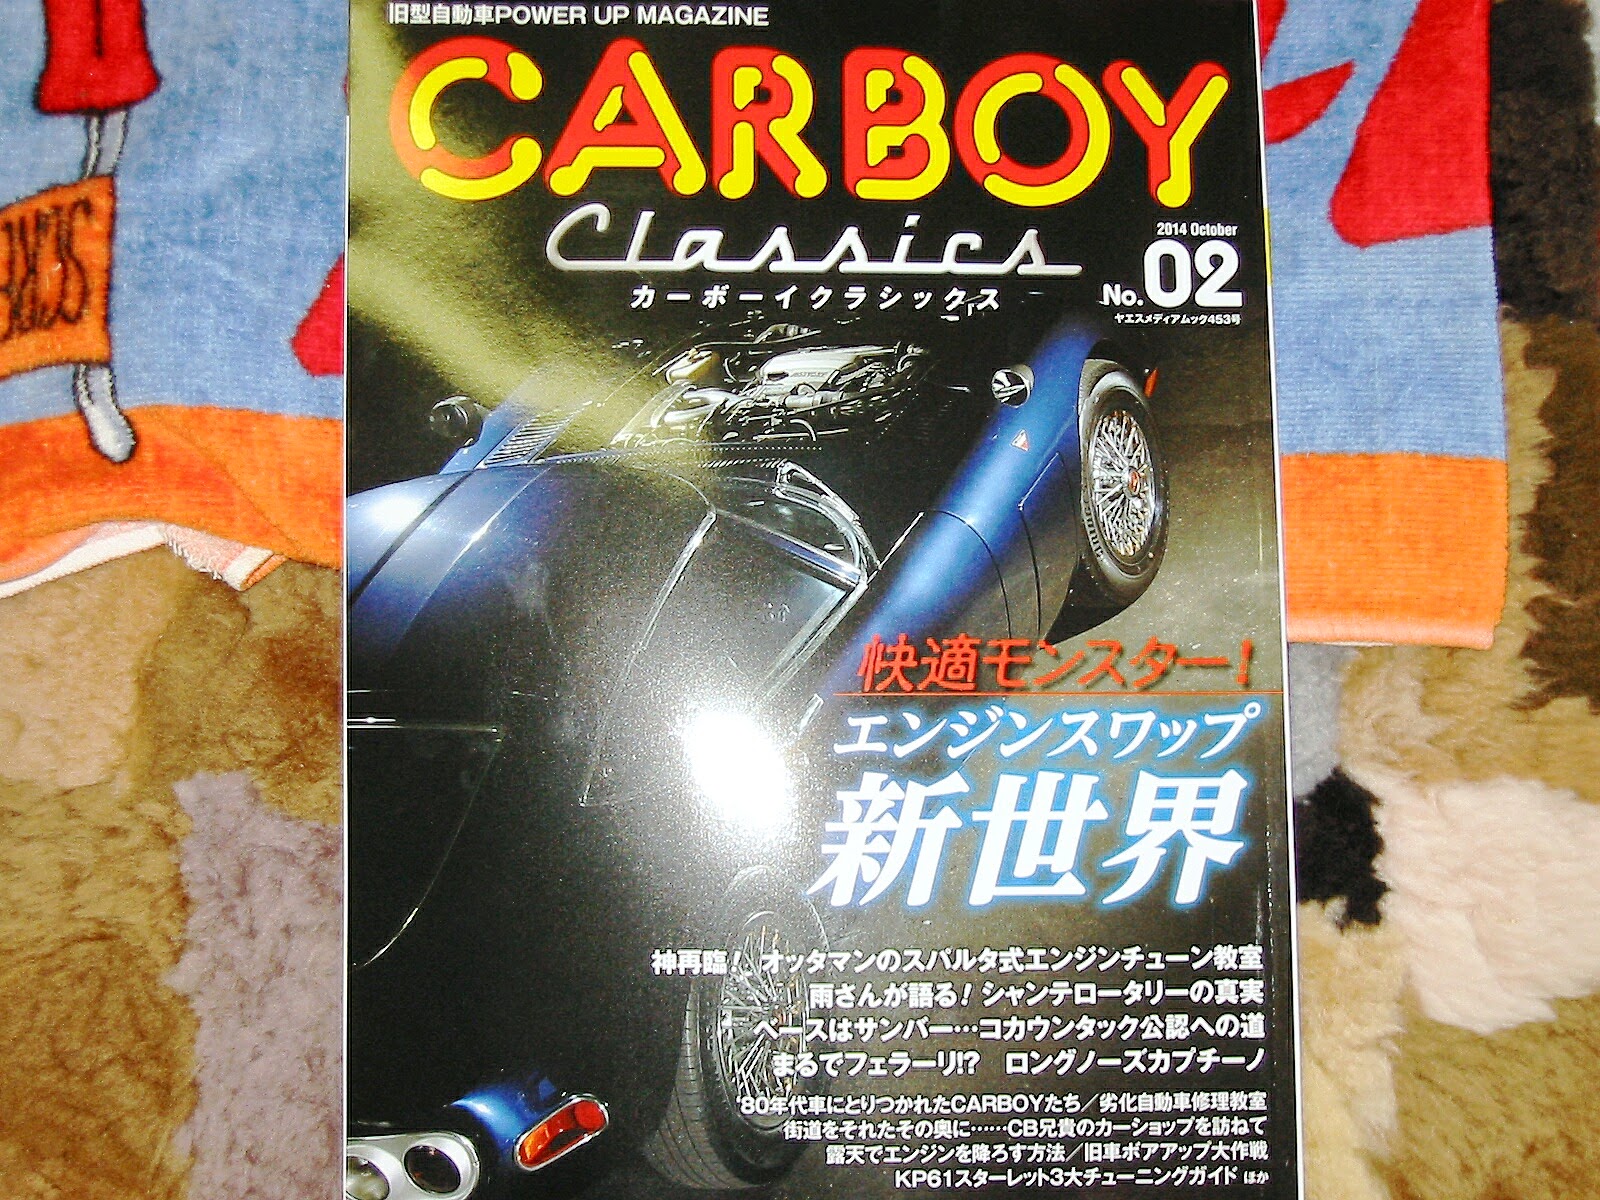 旧型自動車POWER UP MAGAZINE
CARBOY
Classics
カーボーイクラシックス
2014 October
No.02
ヤエスメディアムック453号
快適モンスター!
エンジンスワップ
新世界
神再臨! オッタマンのスパルタ式エンジンチューン教室
雨さんが語る!シャンテロータリーの真実
ベースはサンバー…コカウンタック公認への道
まるでフェラーリ!? ロングノーズカプチーノ
'80年代車にとりつかれたCARBOYたち/劣化自動車修理教室
街道をそれたその奥に……CB兄貴のカーショップを訪ねて
露天でエンジンを降ろす方法/旧車ボアアップ大作戦
KP61スターレット3大チューニングガイド ほか